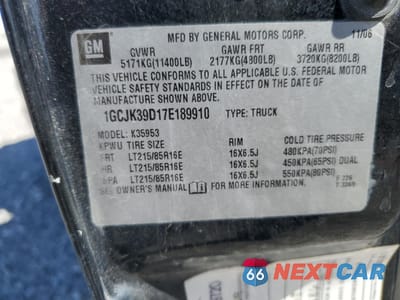 GM
MFD BY GENERAL MOTORS CORP. 11/06
GVWR GAWR FRT GAWR RR
5171KG(11400LB) 2177KG(4800LB) 3720KG(8200LB)
THIS VEHICLE CONFORMS TO ALL APPLICABLE U.S. FEDERAL MOTOR
VEHICLE SAFETY STANDARDS IN EFFECT ON THE DATE OF
MANUFACTURE SHOWN ABOVE.
1GCJK39D17E189910 TYPE: TRUCK
MODEL: K35953
KPWU TIRE SIZE RIM COLD TIRE PRESSURE
FRT LT215/85R16E 16X6.5J 480KPA(70PSI)
RR LT215/85R16E 16X6.5J 450KPA(65PSI) DUAL
SPA LT215/85R16E 16X6.5J 550KPA(80PSI)
SEE OWNER'S MANUAL FOR MORE INFORMATION.
66 NEXTCAR